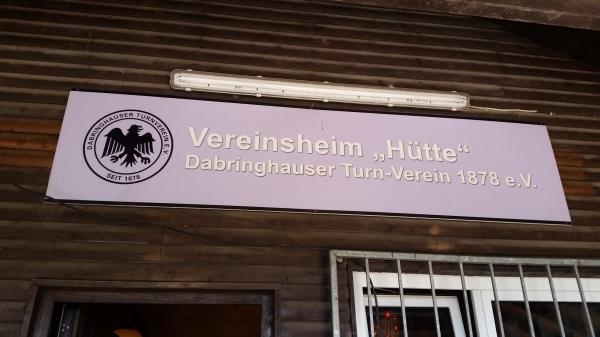 DABRINGHAUSER TURNVEREIN E.V.
SEIT 1878
Vereinsheim „Hütte“
Dabringhauser Turn-Verein 1878 e.V.